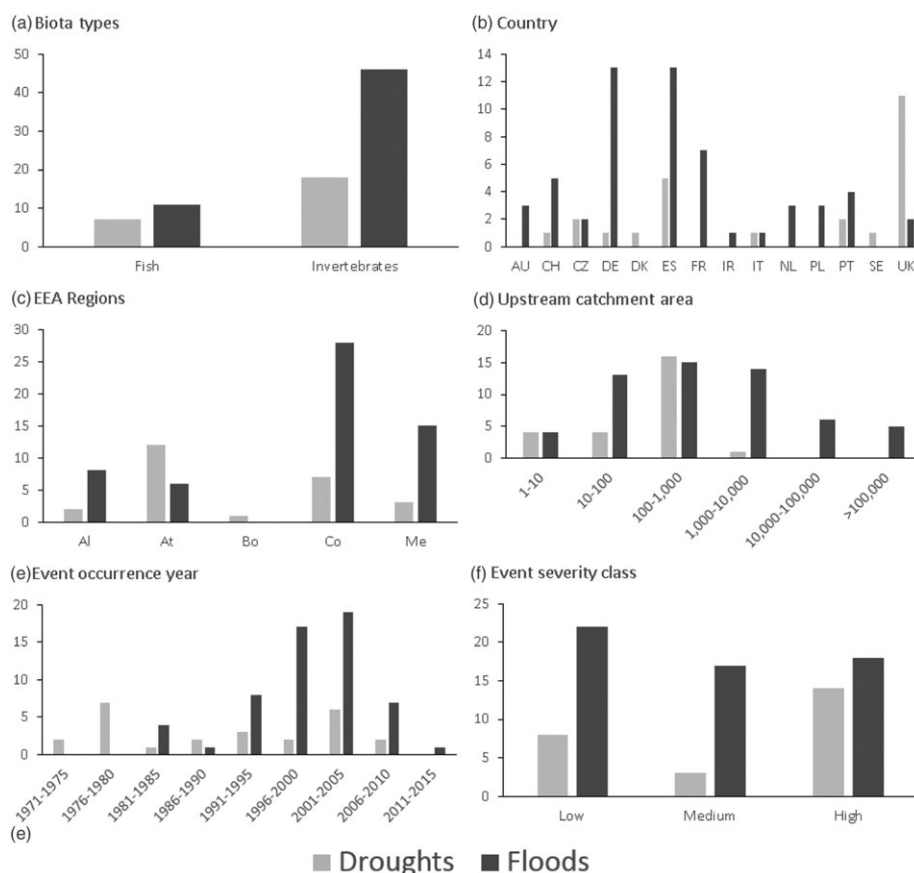 (a) Biota types
50
40
30
20
10
0
Fish Invertebrates
(b) Country
14
12
10
8
6
4
2
0
AU CH CZ DE DK ES FR IR IT NL PL PT SE UK
(c) EEA Regions
30
25
20
15
10
5
0
Al At Bo Co Me
(d) Upstream catchment area
20
15
10
5
0
1-10 10-100 100-1,000 1,000-10,000 10,000-100,000 >100,000
(e)Event occurrence year
20
15
10
5
0
1971-1975 1976-1980 1981-1985 1986-1990 1991-1995 1996-2000 2001-2005 2006-2010 2011-2015
(e)
(f) Event severity class
25
20
15
10
5
0
Low Medium High
Droughts Floods